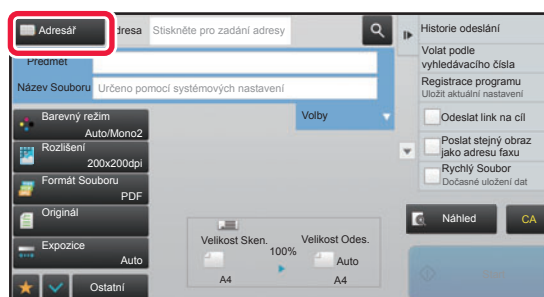 Adresář
dresa
Stiskněte pro zadání adresy
Předmět
Název Souboru
Určeno pomocí systémových nastavení
Volby
Barevný režim
Auto/Mono2
Rozlišení
200x200dpi
Formát Souboru
PDF
Originál
Expozice
Auto
Ostatní
Velikost Sken.
100%
Velikost Odes.
Auto
A4
A4
Historie odeslání
Volat podle
vyhledávacího čísla
Registrace programu
Uložit aktuální nastavení
Odeslat link na cíl
Poslat stejný obraz
jako adresu faxu
Rychlý Soubor
Dočasné uložení dat
Náhled
CA